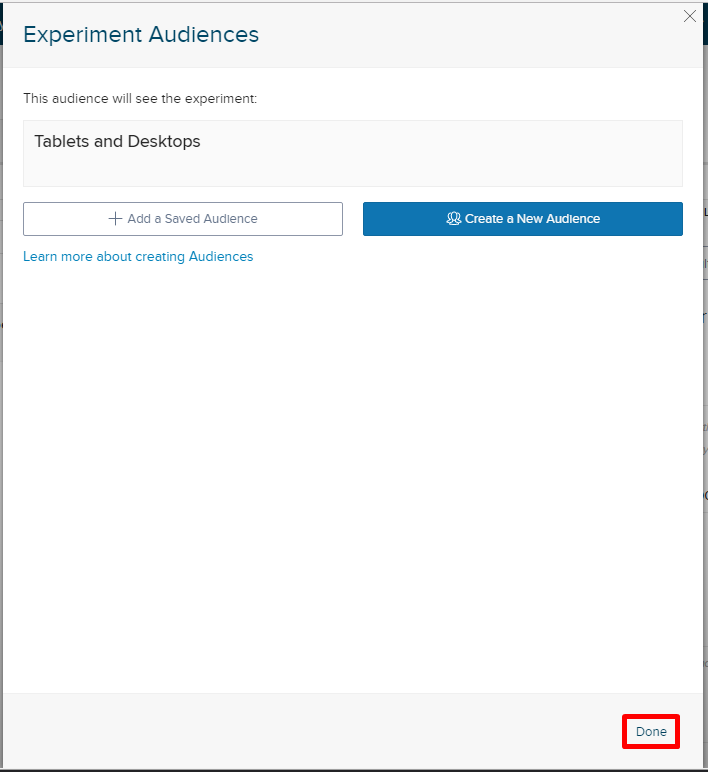 Experiment Audiences
This audience will see the experiment:
Tablets and Desktops
Add a Saved Audience
Create a New Audience
Learn more about creating Audiences
Done